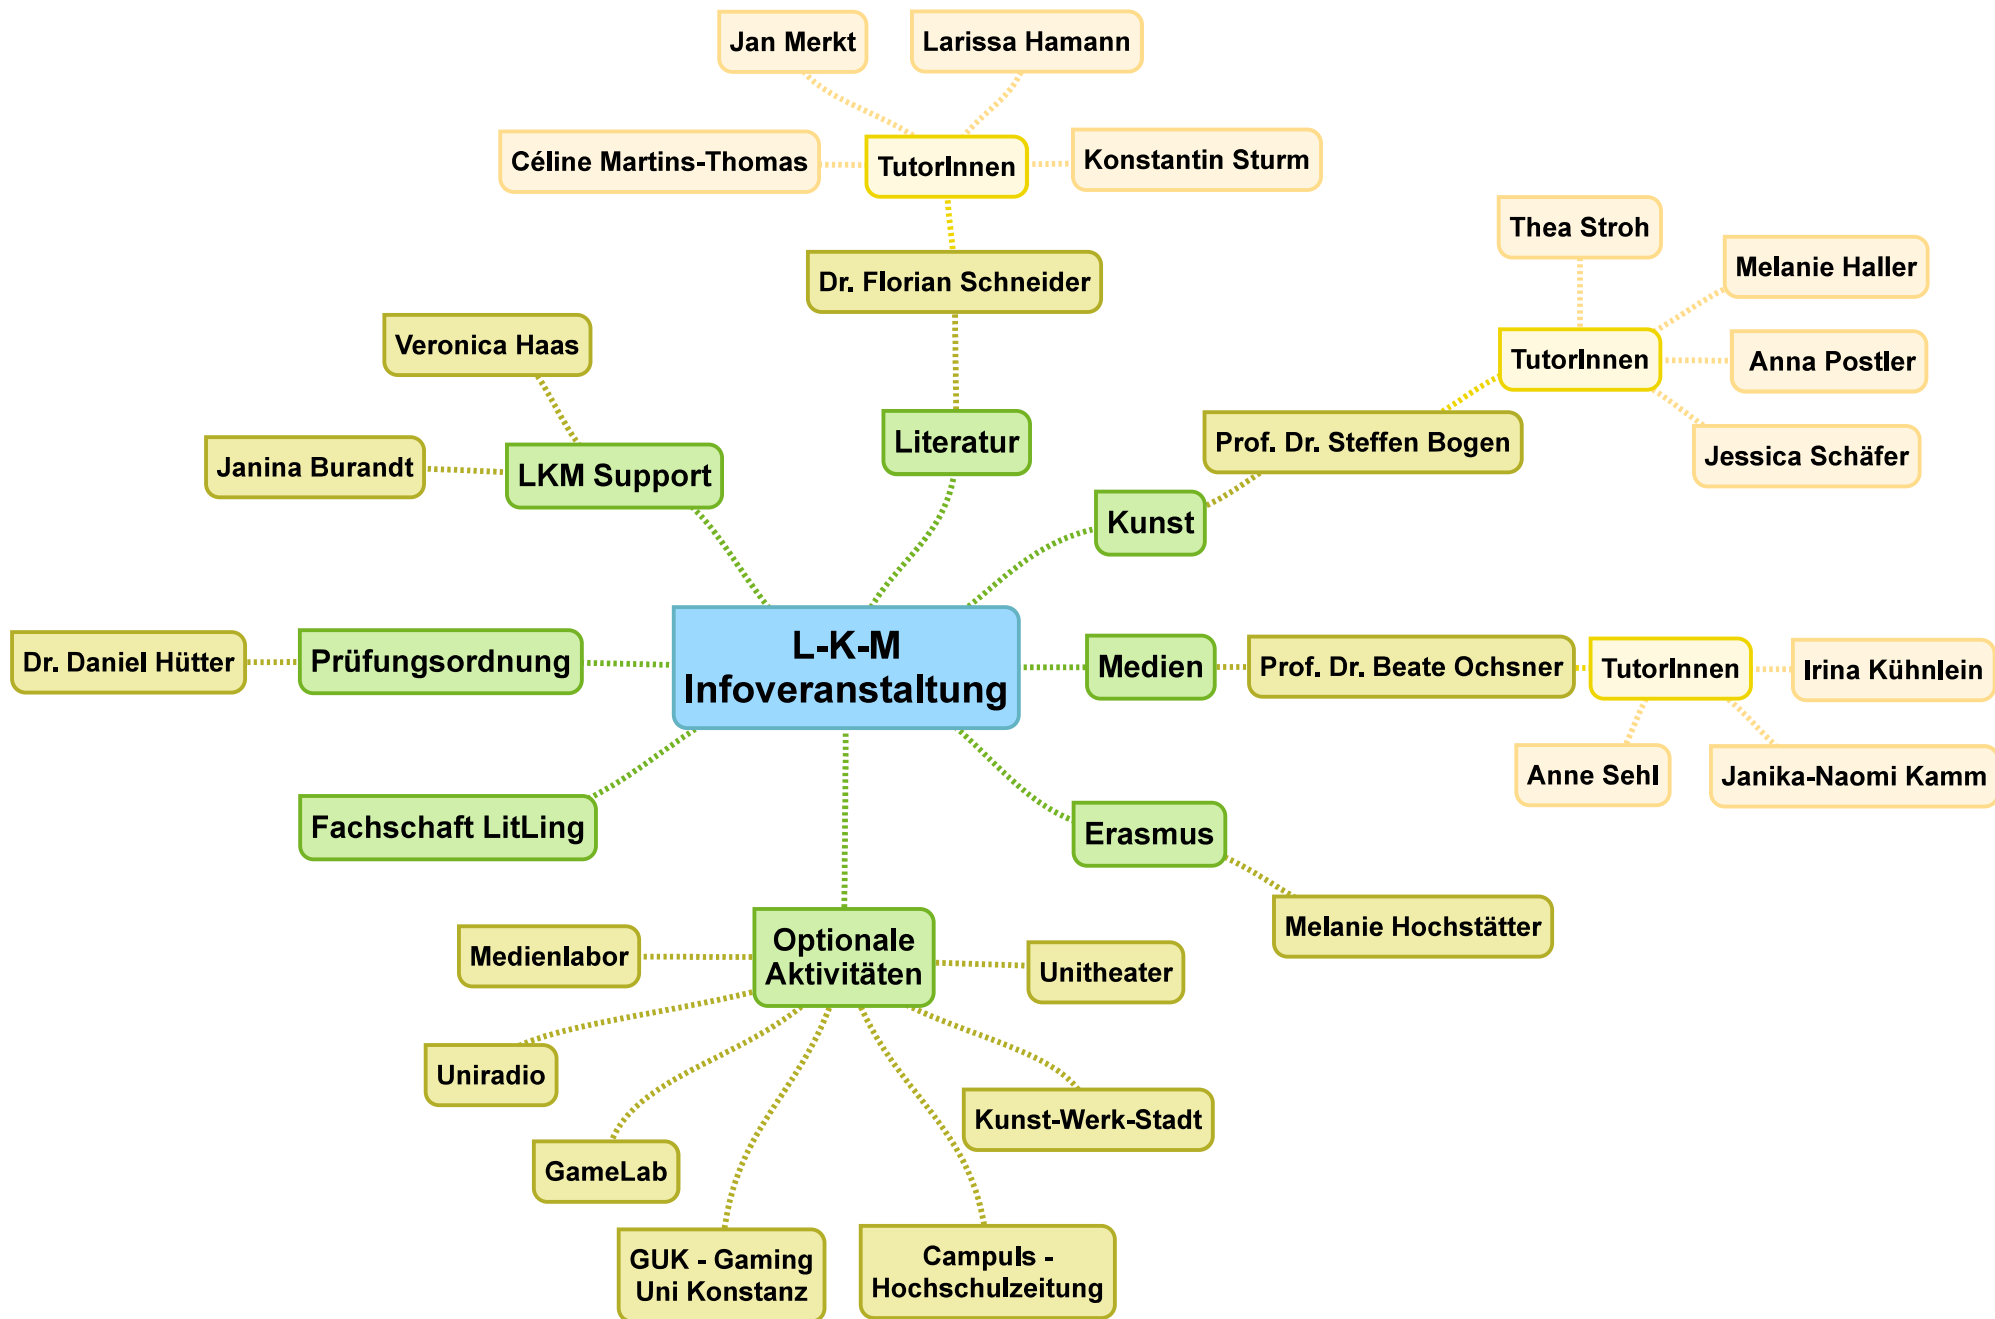 Jan Merkt
Larissa Hamann
Céline Martins-Thomas
TutorInnen
Konstantin Sturm
Dr. Florian Schneider
Literatur
Thea Stroh
Melanie Haller
TutorInnen
Anna Postler
Jessica Schäfer
Prof. Dr. Steffen Bogen
Kunst
Veronica Haas
Janina Burandt
LKM Support
Dr. Daniel Hütter
Prüfungsordnung
L-K-M
Infoveranstaltung
Medien
Prof. Dr. Beate Ochsner
TutorInnen
Irina Kühnlein
Anne Sehl
Janika-Naomi Kamm
Fachschaft LitLing
Erasmus
Melanie Hochstätter
Optionale
Aktivitäten
Medienlabor
Unitheater
Uniradio
Kunst-Werk-Stadt
GameLab
GUK - Gaming
Uni Konstanz
Campuls -
Hochschulzeitung